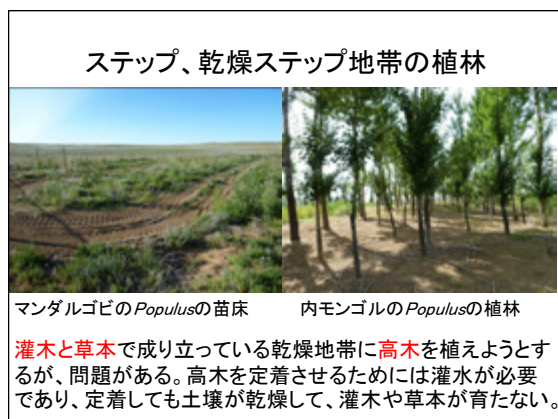 ステップ、乾燥ステップ地帯の植林
マンダルゴビのPopulusの苗床
内モンゴルのPopulusの植林
灌木と草本で成り立っている乾燥地帯に高木を植えようとす
るが、問題がある。高木を定着させるためには灌水が必要
であり、定着しても土壌が乾燥して、灌木や草本が育たない。